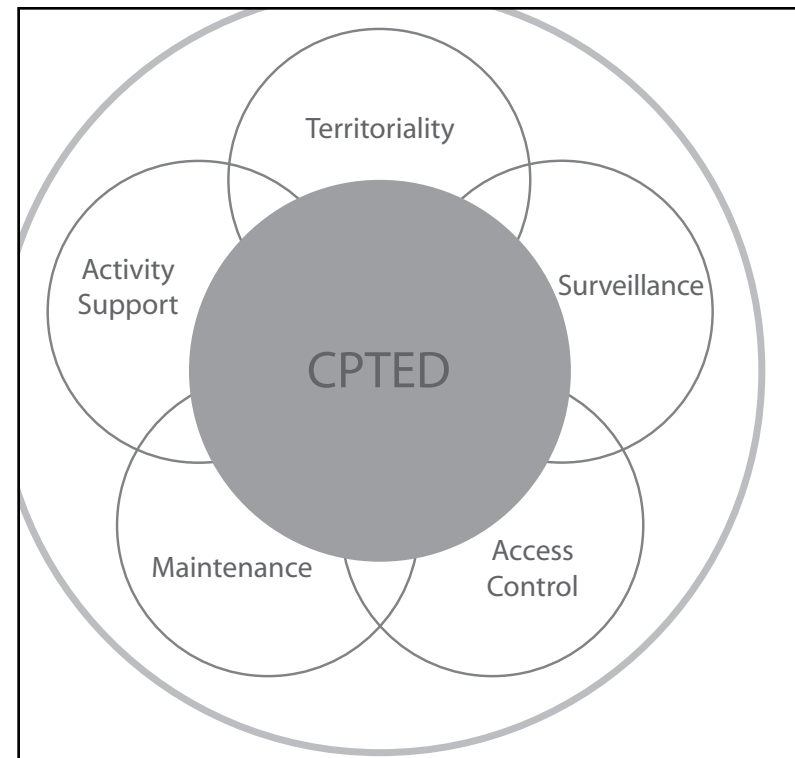 Territoriality
Activity
Support
Surveillance
CPTED
Maintenance
Access
Control